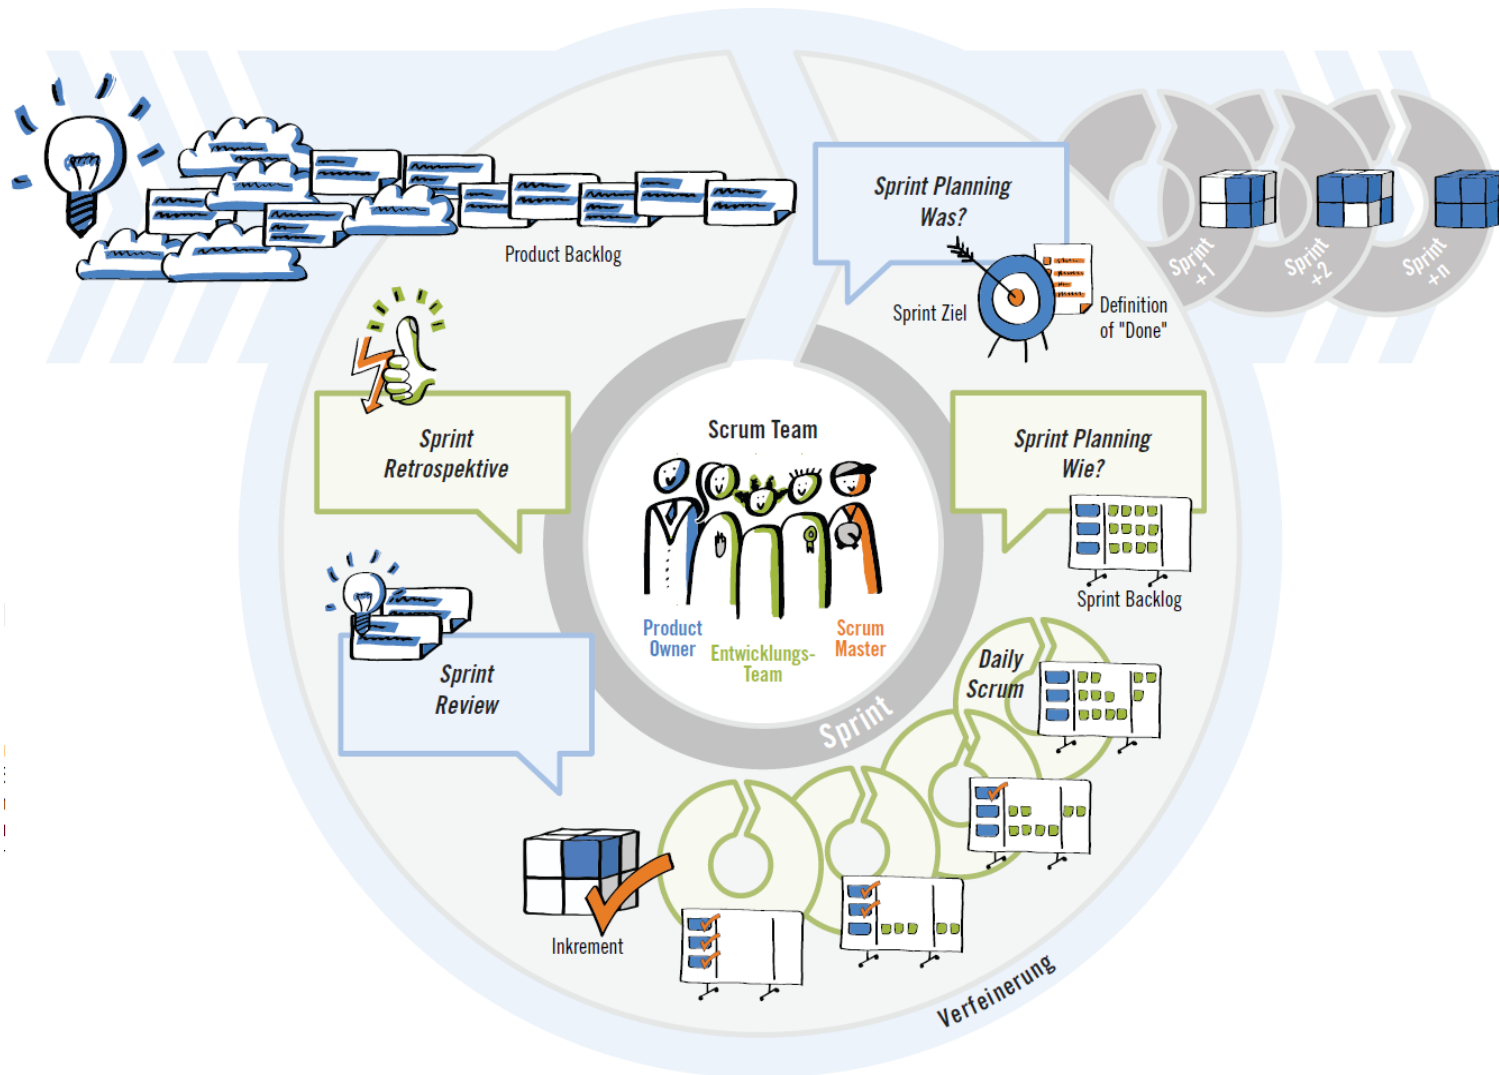 Product Backlog
Sprint Planning
Was?
Sprint Ziel
Definition
of "Done"
Sprint
+1
Sprint
+2
Sprint
+n
Sprint
Retrospektive
Scrum Team
Sprint Planning
Wie?
Sprint Backlog
Product
Owner
Entwicklungs-
Team
Scrum
Master
Sprint
Daily
Scrum
Sprint
Review
Inkrement
Verfeinerung